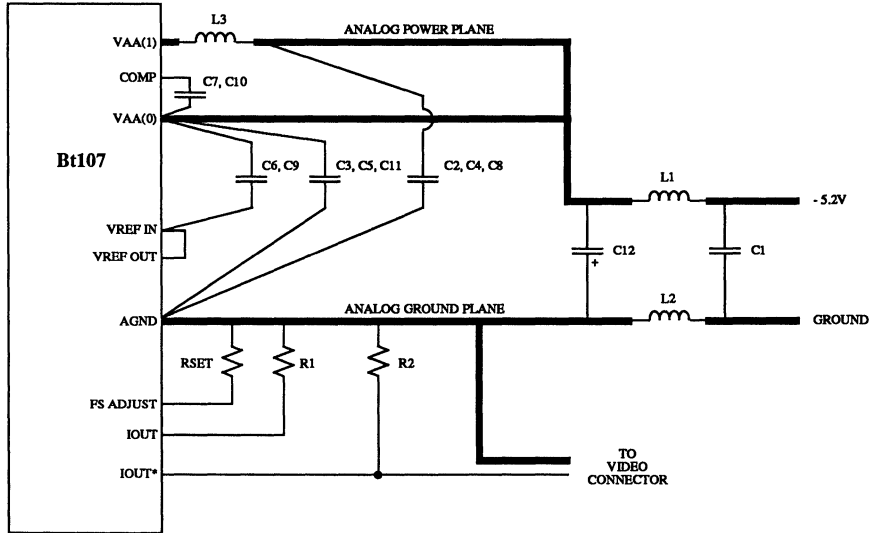 L3
ANALOG POWER PLANE
VAA(1)
COMP
C7, C10
VAA(0)
Bt107
C6, C9
C3, C5, C11
C2, C4, C8
L1
- 5.2V
VREF IN
VREF OUT
C12
+
C1
L2
ANALOG GROUND PLANE
AGND
GROUND
RSET
R1
R2
FS ADJUST
IOUT
IOUT*
TO
VIDEO
CONNECTOR